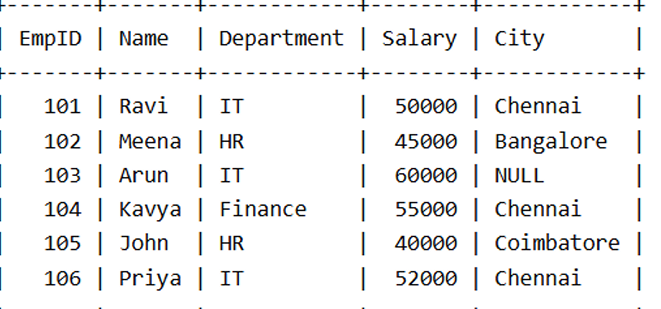 | EmpID | Name | Department | Salary | City |
| 101 | Ravi | IT | 50000 | Chennai |
| 102 | Meena | HR | 45000 | Bangalore |
| 103 | Arun | IT | 60000 | NULL |
| 104 | Kavya | Finance | 55000 | Chennai |
| 105 | John | HR | 40000 | Coimbatore |
| 106 | Priya | IT | 52000 | Chennai |